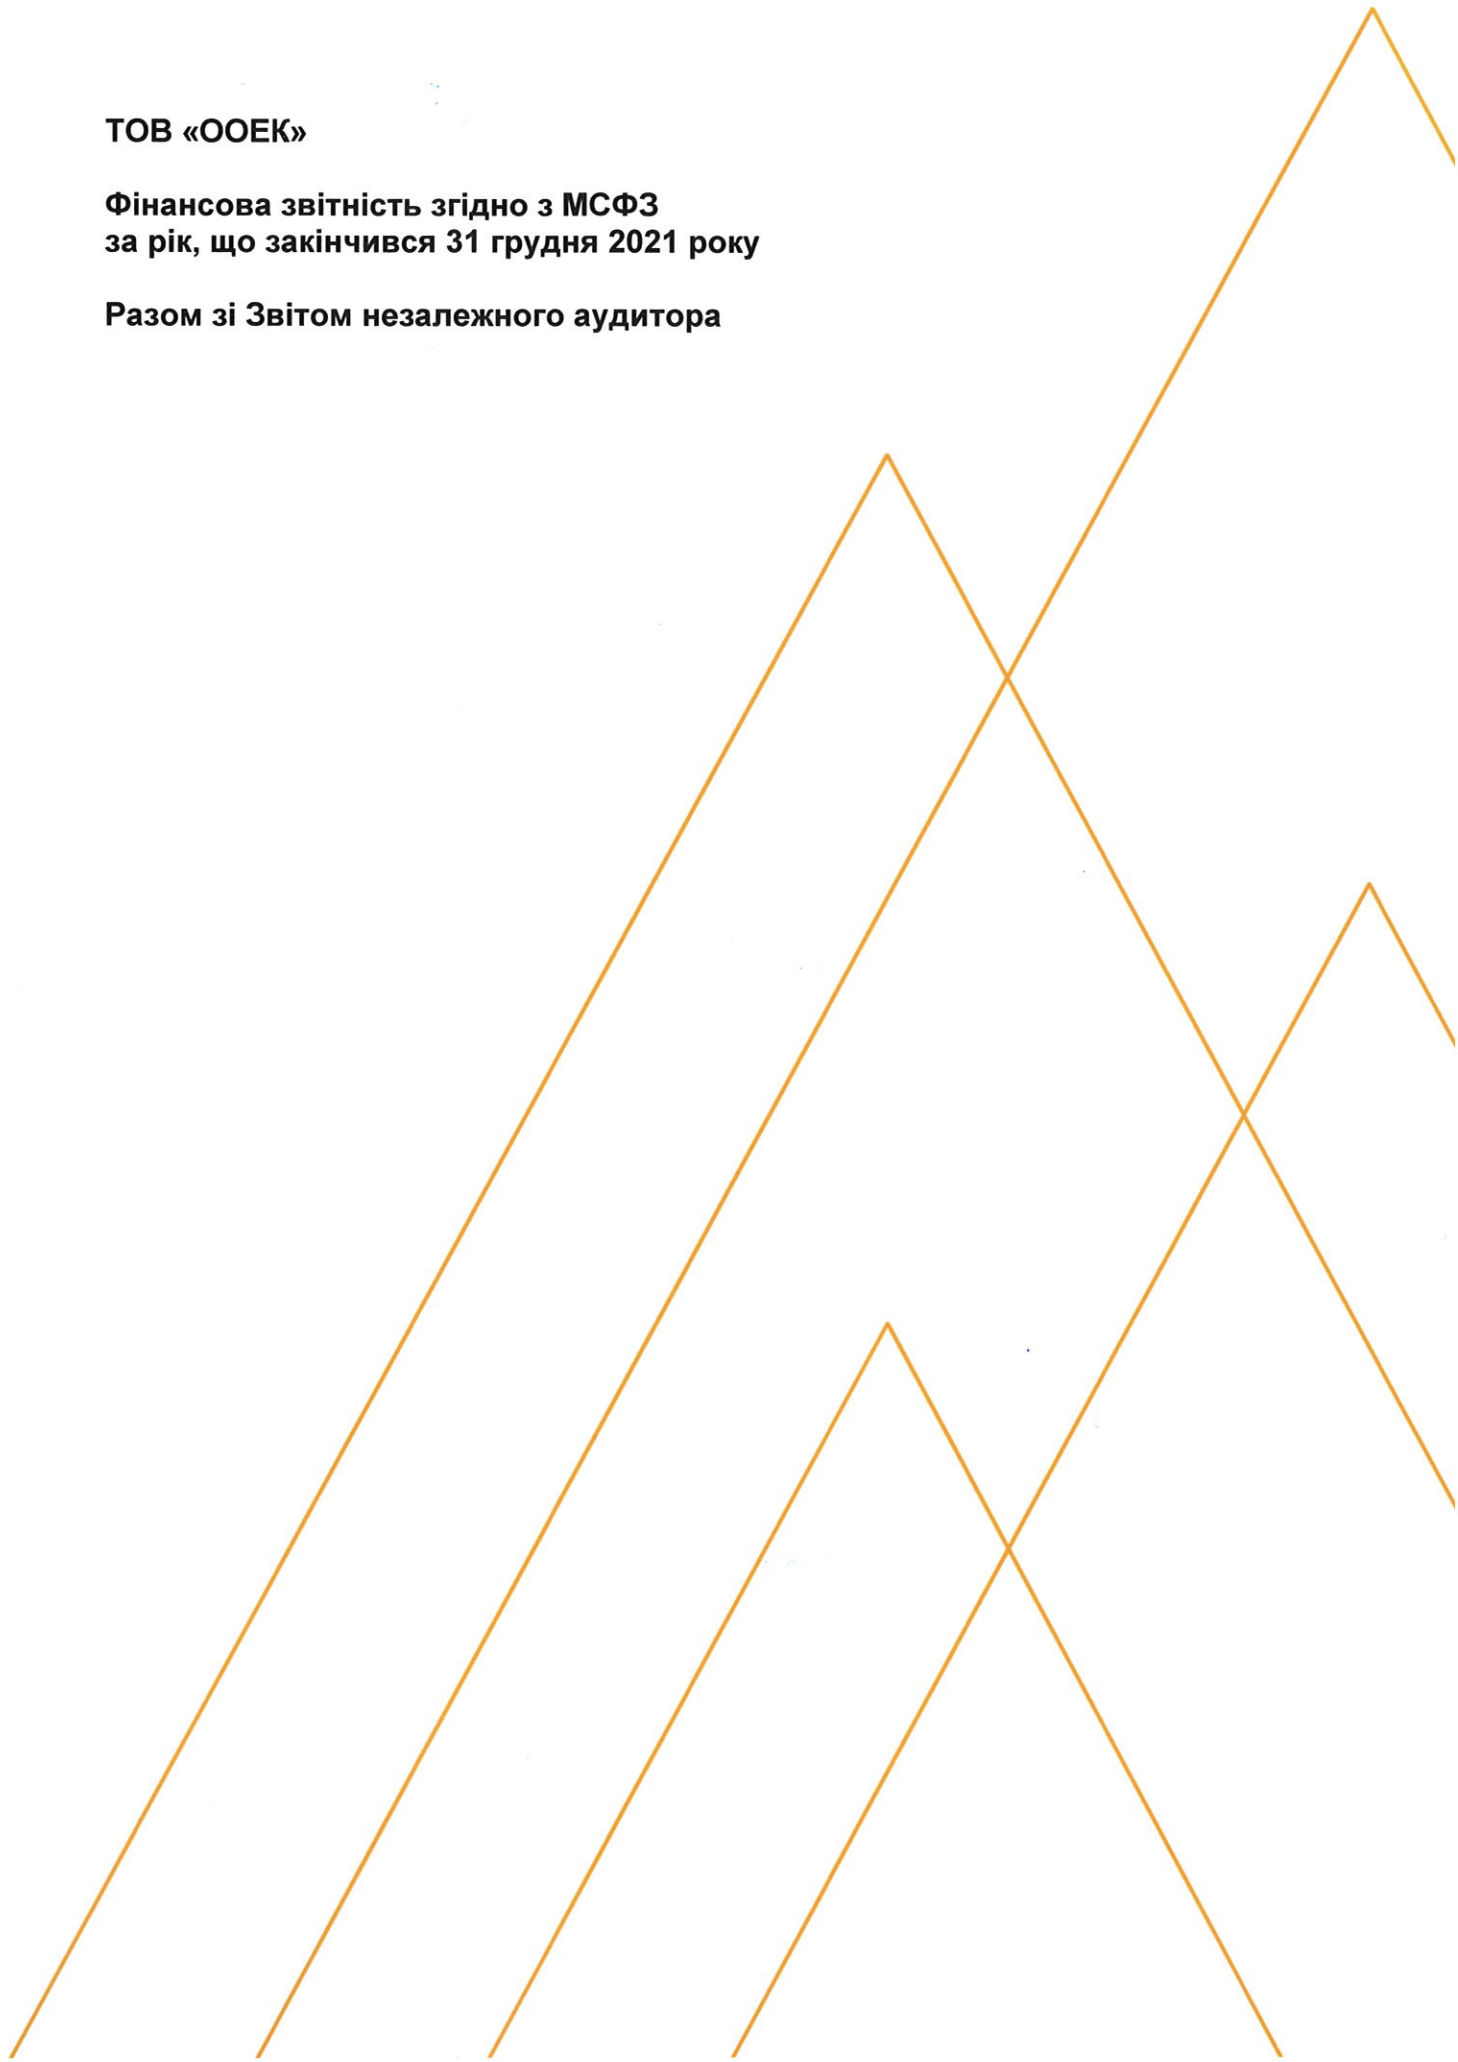 ТОВ «ООЕК»
Фінансова звітність згідно з МСФЗ
за рік, що закінчився 31 грудня 2021 року
Разом зі Звітом незалежного аудитора